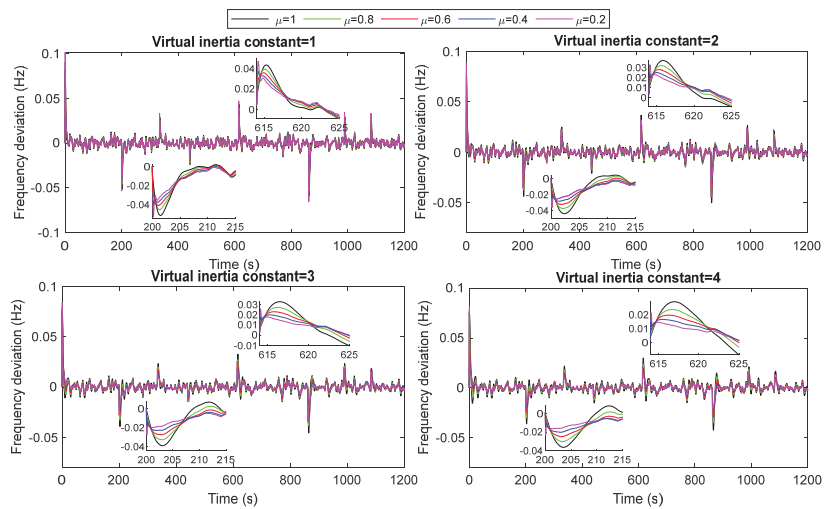 μ=1 μ=0.8 μ=0.6 μ=0.4 μ=0.2
Virtual inertia constant=1
Frequency deviation (Hz)
0.1
0.05
0
-0.05
-0.1
0 200 400 600 800 1000 1200
Time (s)
0.04
0.02
0
615 620 625
0
-0.02
-0.04
200 205 210 215
Virtual inertia constant=2
Frequency deviation (Hz)
0.1
0.05
0
-0.05
0 200 400 600 800 1000 1200
Time (s)
0.03
0.02
0.01
0
615 620 625
0
-0.02
-0.04
200 205 210 215
Virtual inertia constant=3
Frequency deviation (Hz)
0.1
0.05
0
-0.05
0 200 400 600 800 1000 1200
Time (s)
0.03
0.02
0.01
0
-0.01
615 620 625
0
-0.02
-0.04
200 205 210 215
Virtual inertia constant=4
Frequency deviation (Hz)
0.1
0.05
0
-0.05
0 200 400 600 800 1000 1200
Time (s)
0.02
0.01
0
615 620 625
0
-0.02
-0.04
200 205 210 215